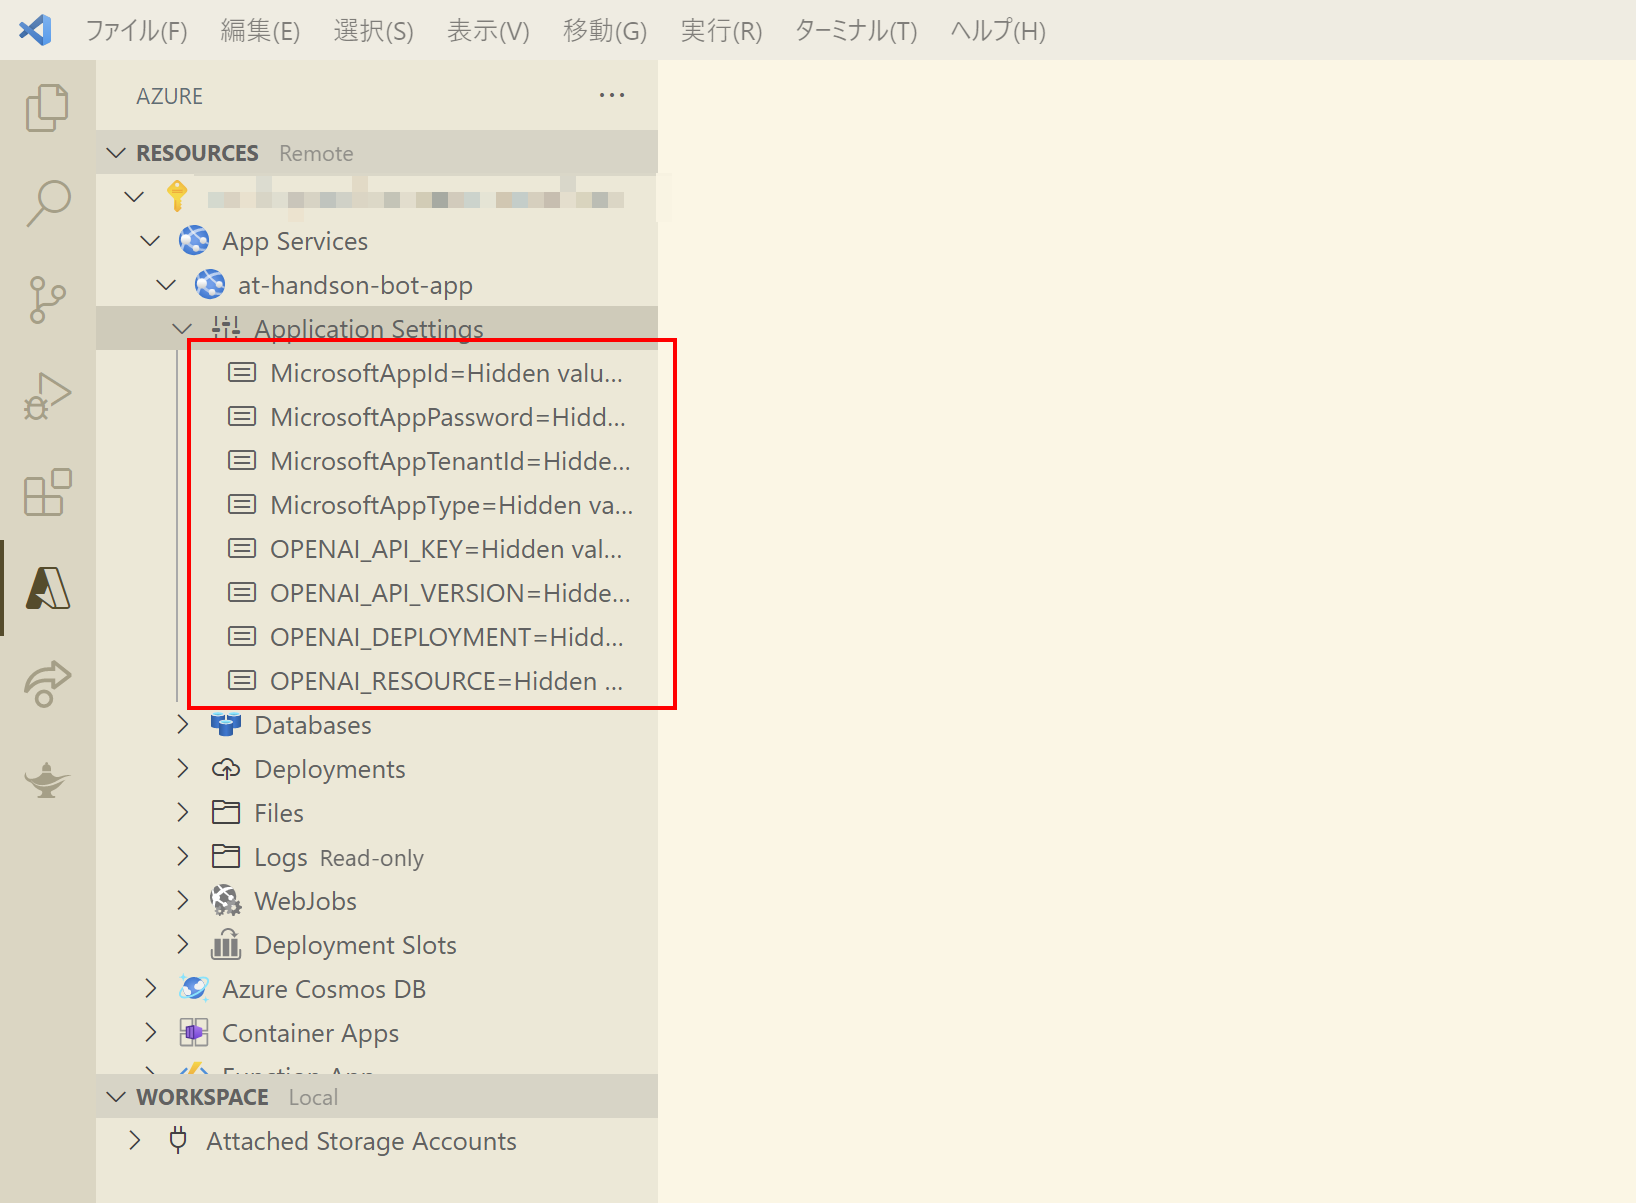 ファイル(F) 編集(E) 選択(S) 表示(V) 移動(G) 実行(R) ターミナル(T) ヘルプ(H)
AZURE ...
RESOURCES Remote
App Services
at-handson-bot-app
Application Settings
MicrosoftAppId=Hidden valu...
MicrosoftAppPassword=Hidd...
MicrosoftAppTenantId=Hidde...
MicrosoftAppType=Hidden va...
OPENAI_API_KEY=Hidden val...
OPENAI_API_VERSION=Hidde...
OPENAI_DEPLOYMENT=Hidd...
OPENAI_RESOURCE=Hidden ...
Databases
Deployments
Files
Logs Read-only
WebJobs
Deployment Slots
Azure Cosmos DB
Container Apps
Function App
WORKSPACE Local
Attached Storage Accounts